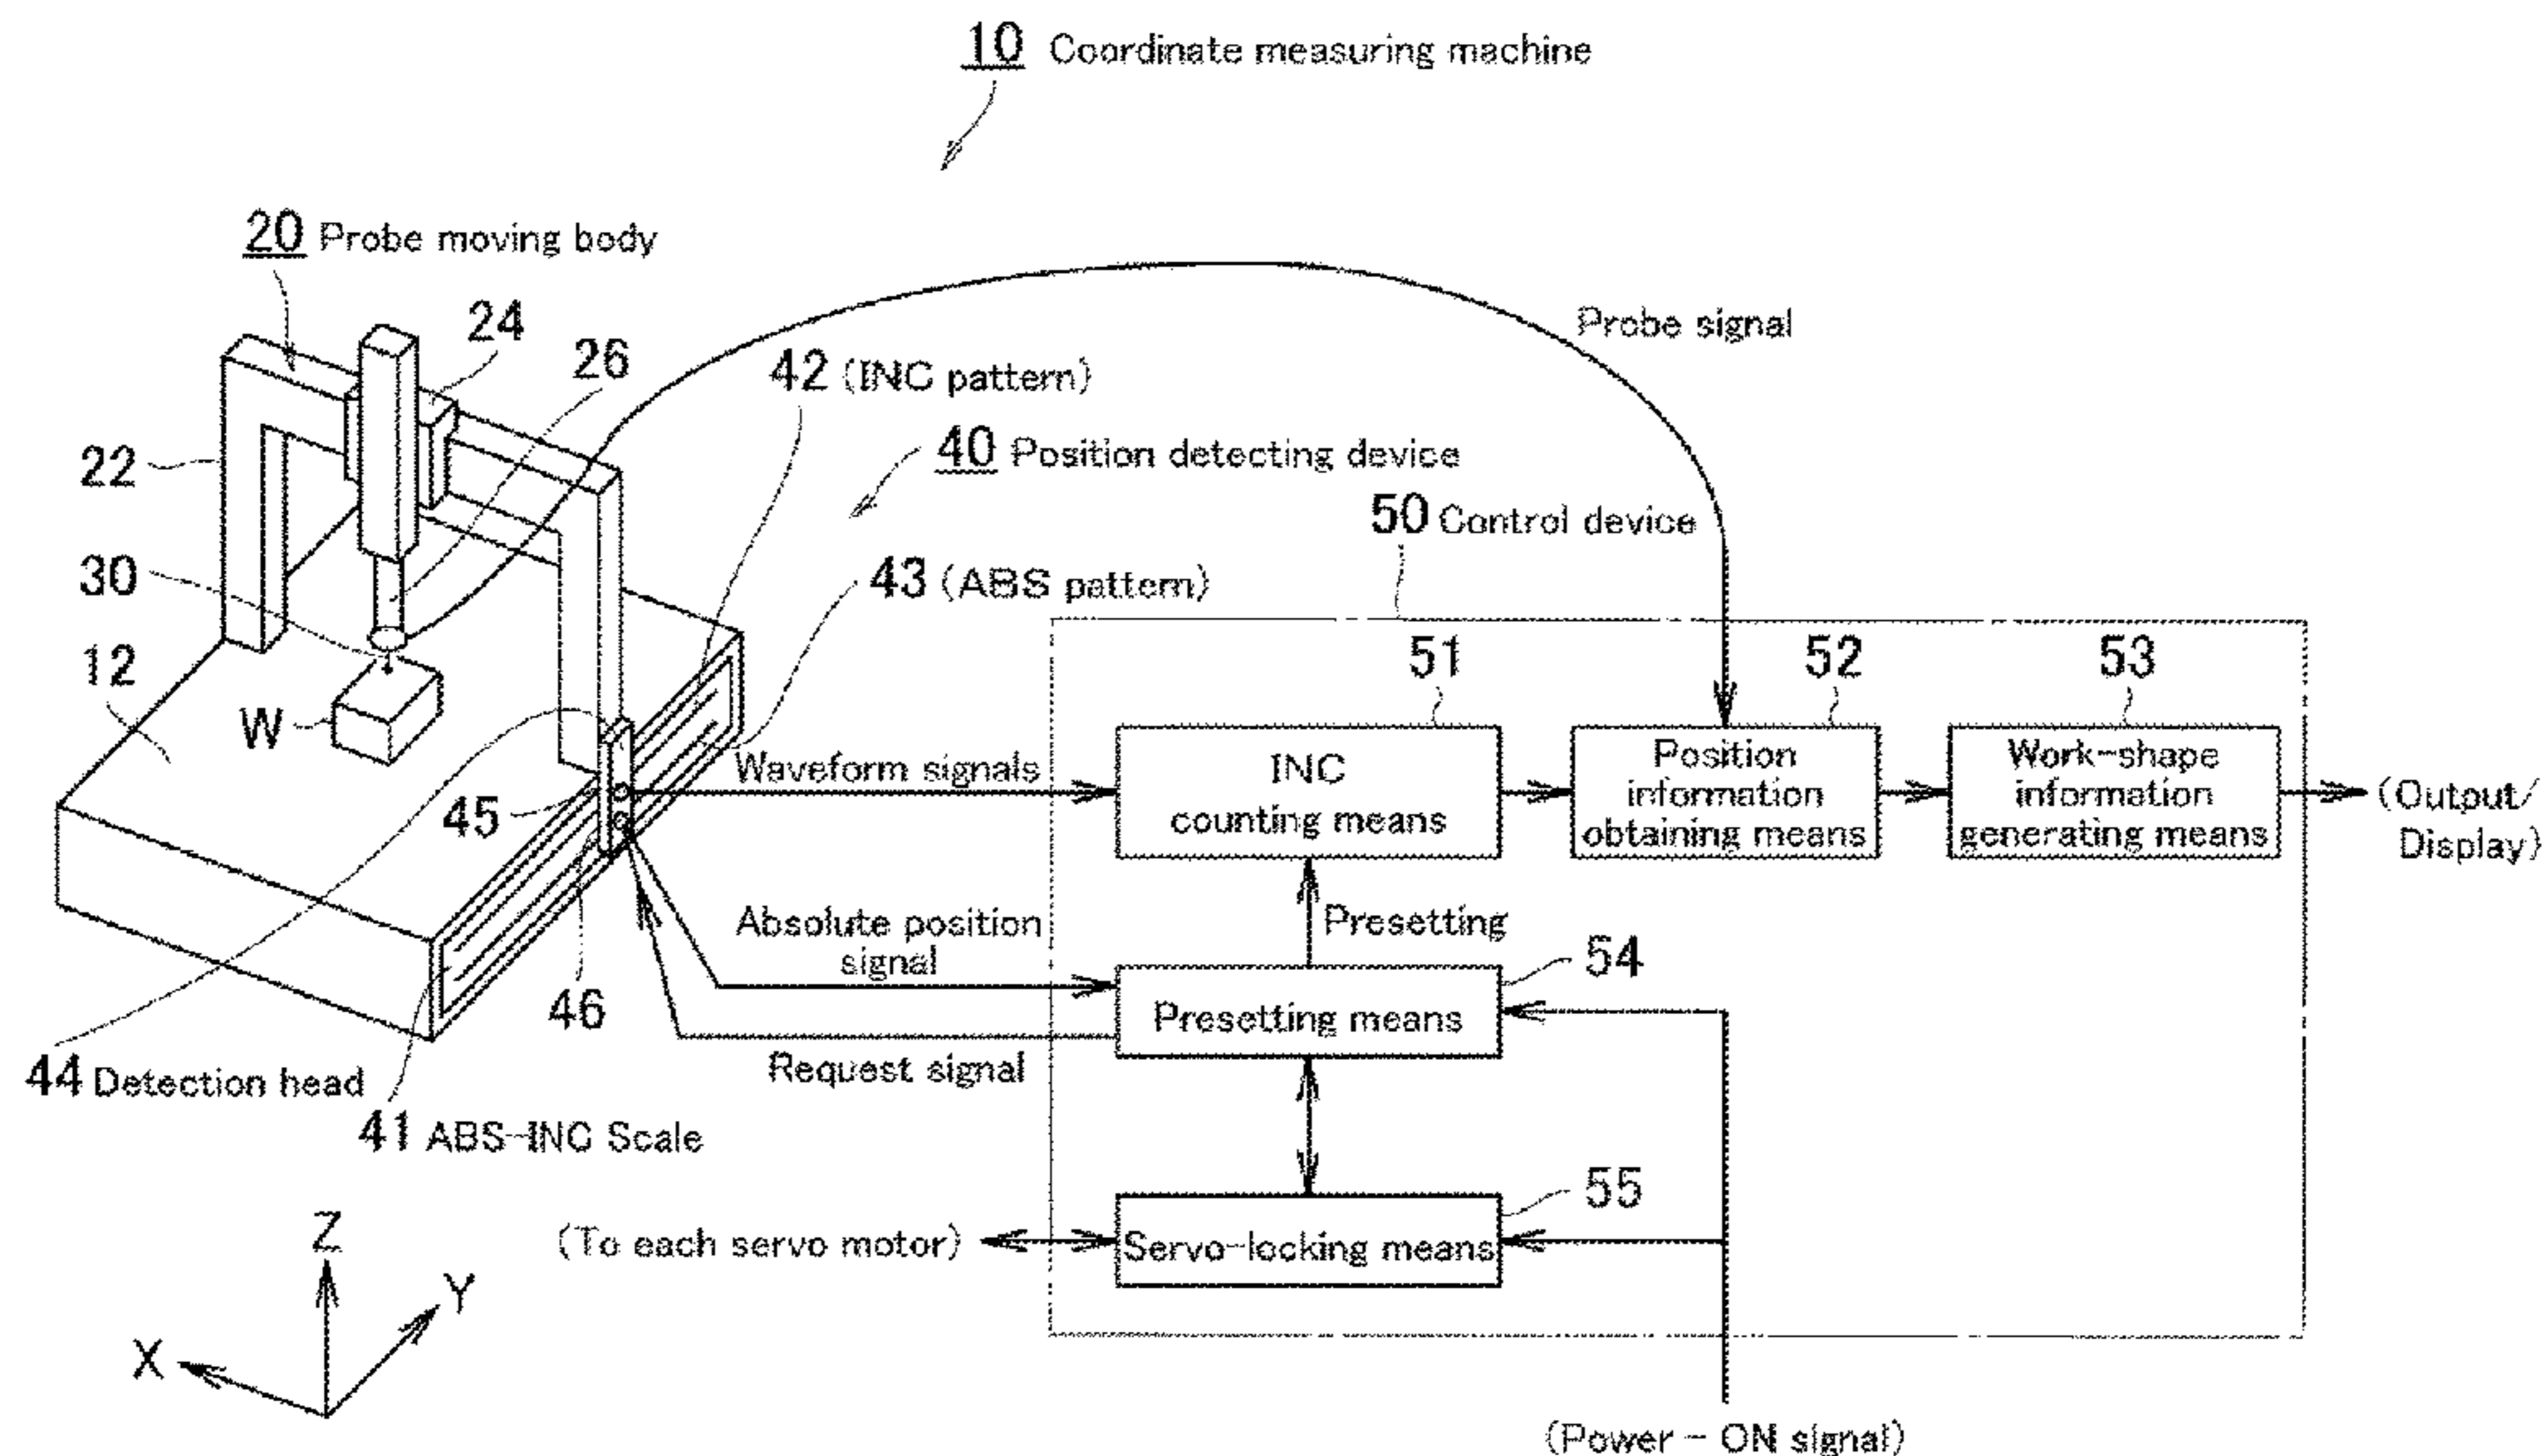 10 Coordinate measuring machine
20 Probe moving body
24
Probe signal
26
42 (INC pattern)
22
40 Position detecting device
50 Control device
30
43 (ABS pattern)
12
51
52
53
W
45
Waveform signals
INC
counting means
Position
information
obtaining means
Work-shape
information
generating means
(Output/
Display)
Absolute position
signal
Presetting
54
46
Presetting means
44 Detection head
Request signal
41 ABS-INC Scale
55
(To each servo motor)
Servo-locking means
Z
Y
X
(Power - ON signal)